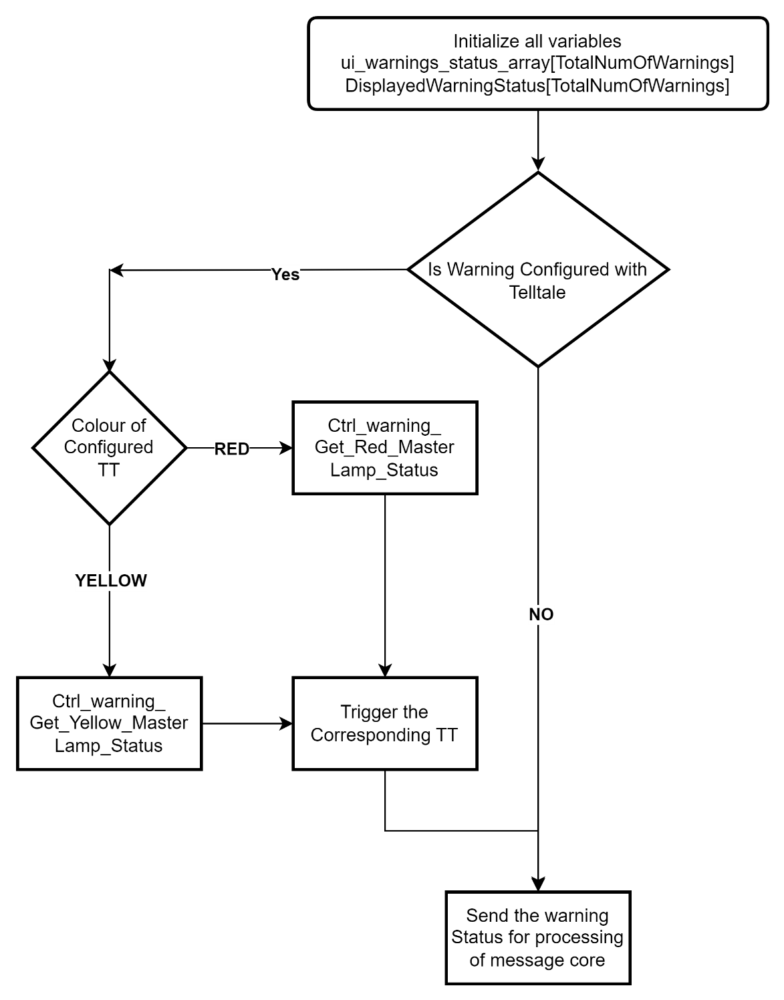 Initialize all variables
ui_warnings_status_array[TotalNumOfWarnings]
DisplayedWarningStatus[TotalNumOfWarnings]
Is Warning Configured with
Telltale
Yes
Colour of
Configured
TT
RED
Ctrl_warning_
Get_Red_Master
Lamp_Status
YELLOW
NO
Ctrl_warning_
Get_Yellow_Master
Lamp_Status
Trigger the
Corresponding TT
Send the warning
Status for processing
of message core